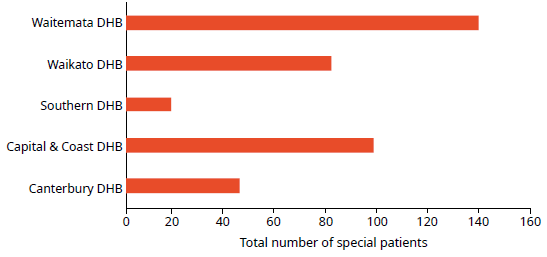 Waitemata DHB
Waikato DHB
Southern DHB
Capital & Coast DHB
Canterbury DHB
0 20 40 60 80 100 120 140 160
Total number of special patients